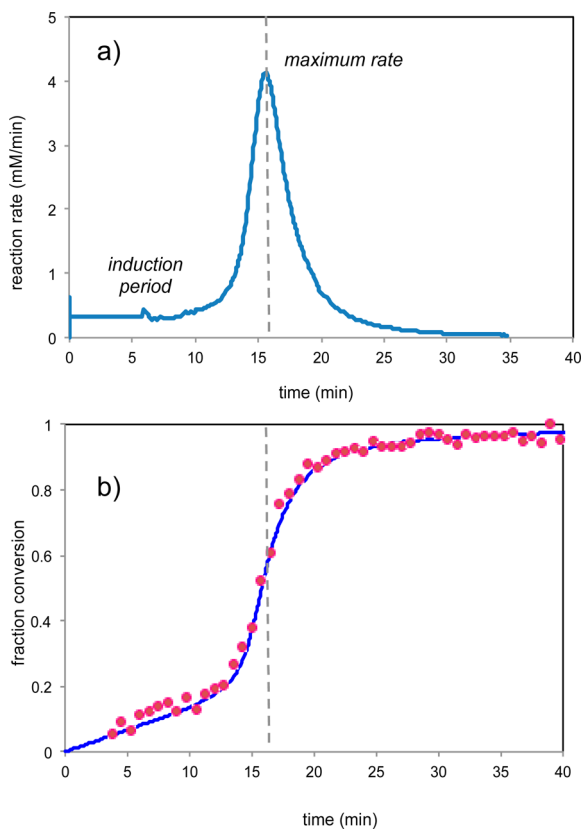 5
a)
maximum rate
4
3
reaction rate (mM/min)
2
induction
period
1
0
0 5 10 15 20 25 30 35 40
time (min)
1
b)
0.8
0.6
fraction conversion
0.4
0.2
0
0 5 10 15 20 25 30 35 40
time (min)